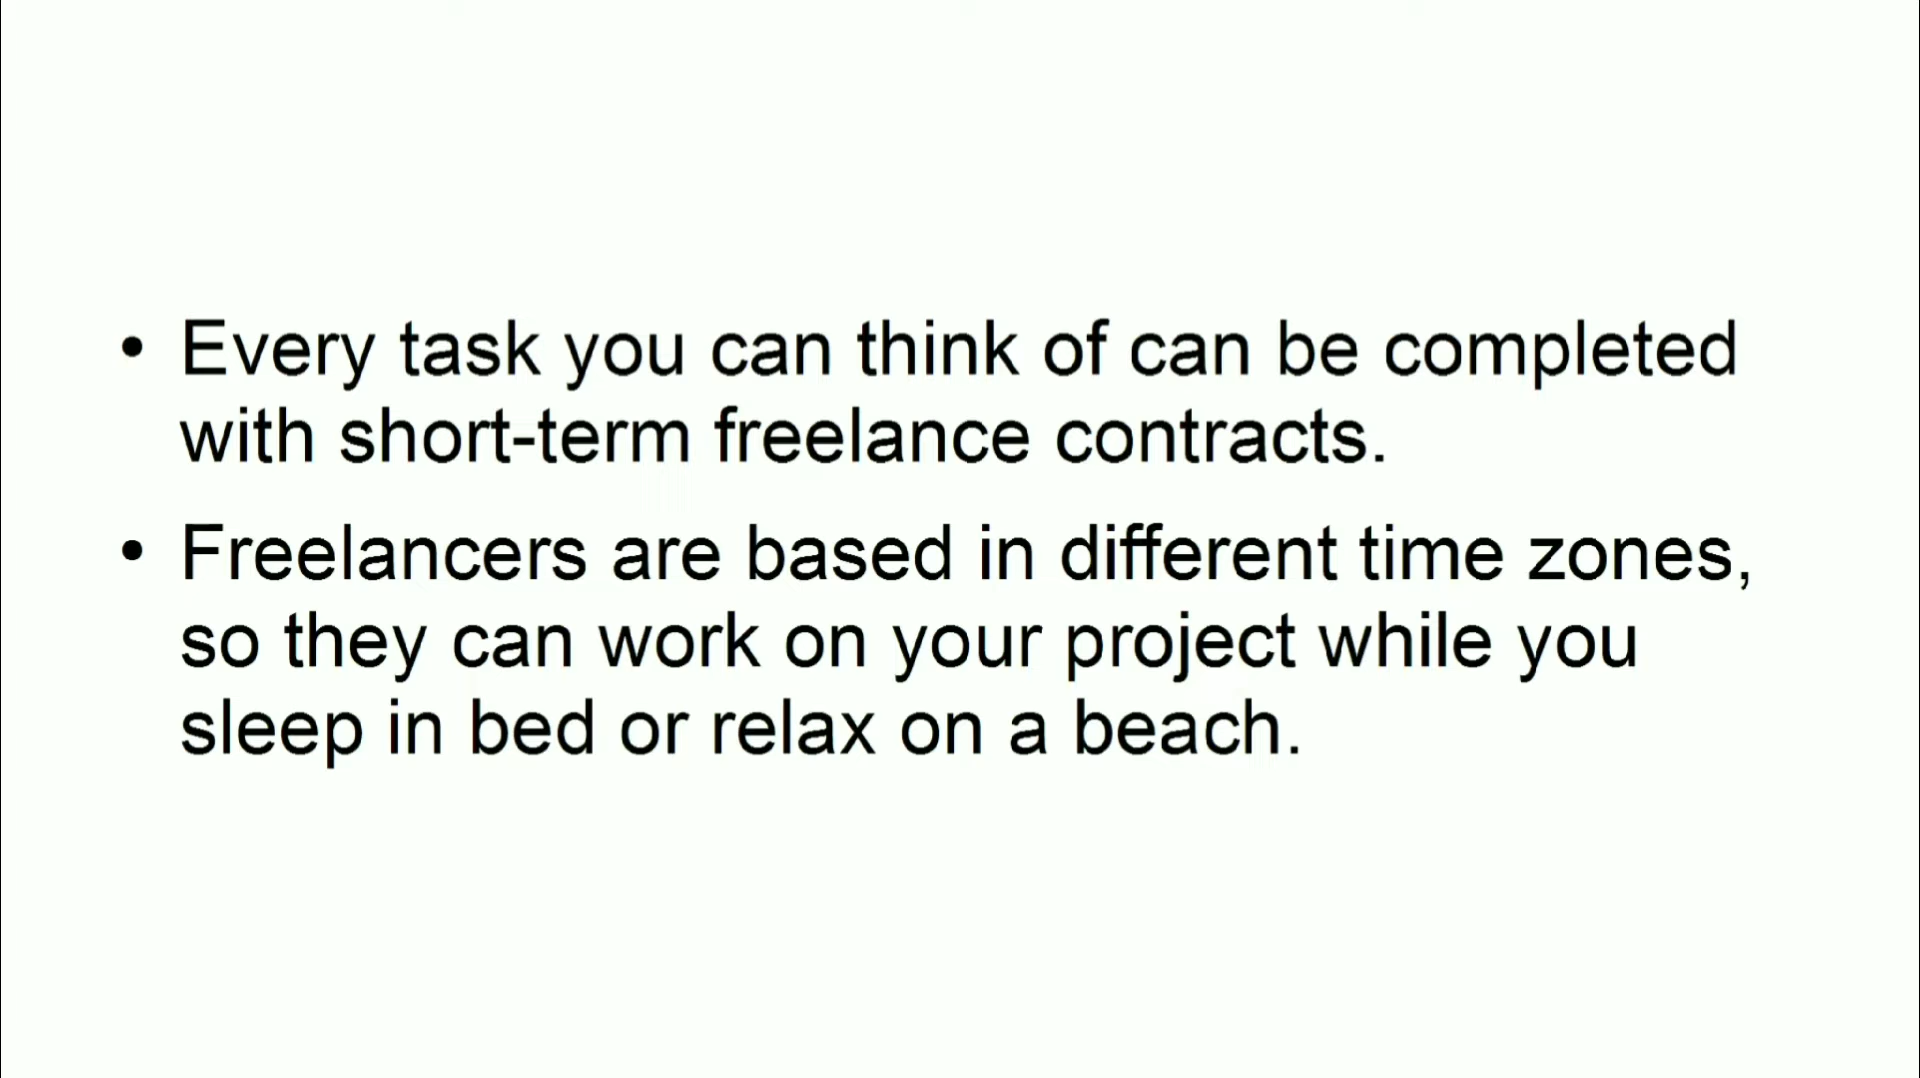 • Every task you can think of can be completed
with short-term freelance contracts.
• Freelancers are based in different time zones,
so they can work on your project while you
sleep in bed or relax on a beach.